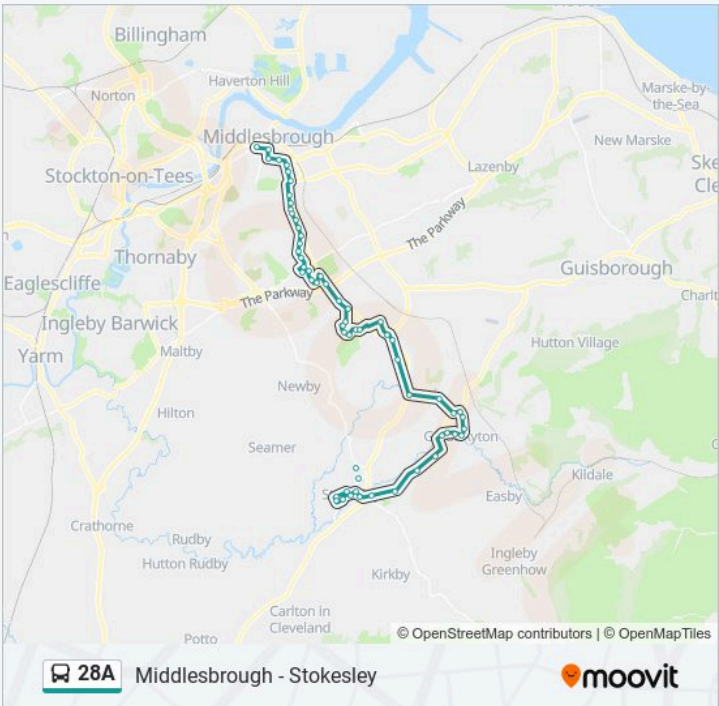 Billingham
Haverton Hill
Norton
Marske-by-
the-Sea
Middlesbrough
New Marske
Lazenby
Stockton-on-Tees
Ske
Cle
The Parkway
Thornaby
Guisborough
Eaglescliffe
The Parkway
Charlt
Ingleby Barwick
Hutton Village
Yarm
Maltby
Newby
Hilton
Seamer
Kildale
Easby
Crathorne
Rudby
Hutton Rudby
Ingleby
Greenhow
Kirkby
Carlton in
Cleveland
Potto
© OpenStreetMap contributors | © OpenMapTiles
28A Middlesbrough - Stokesley
moovit